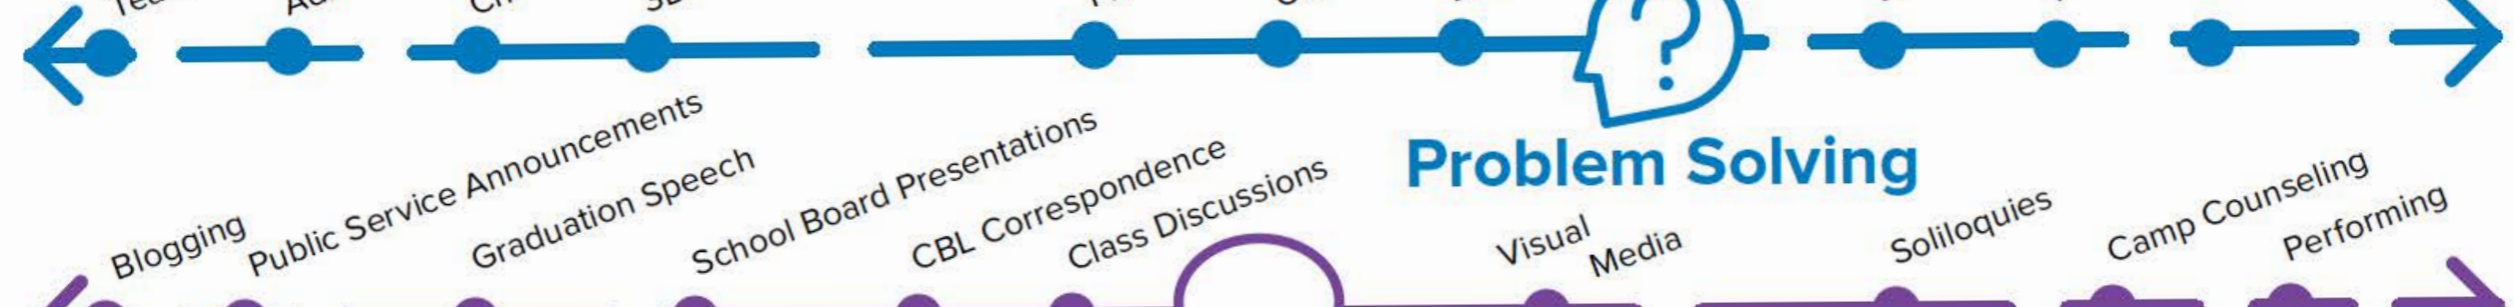 Problem Solving
Blogging
Public Service Announcements
Graduation Speech
School Board Presentations
CBL Correspondence
Class Discussions
Visual
Media
Soliloquies
Camp Counseling
Performing